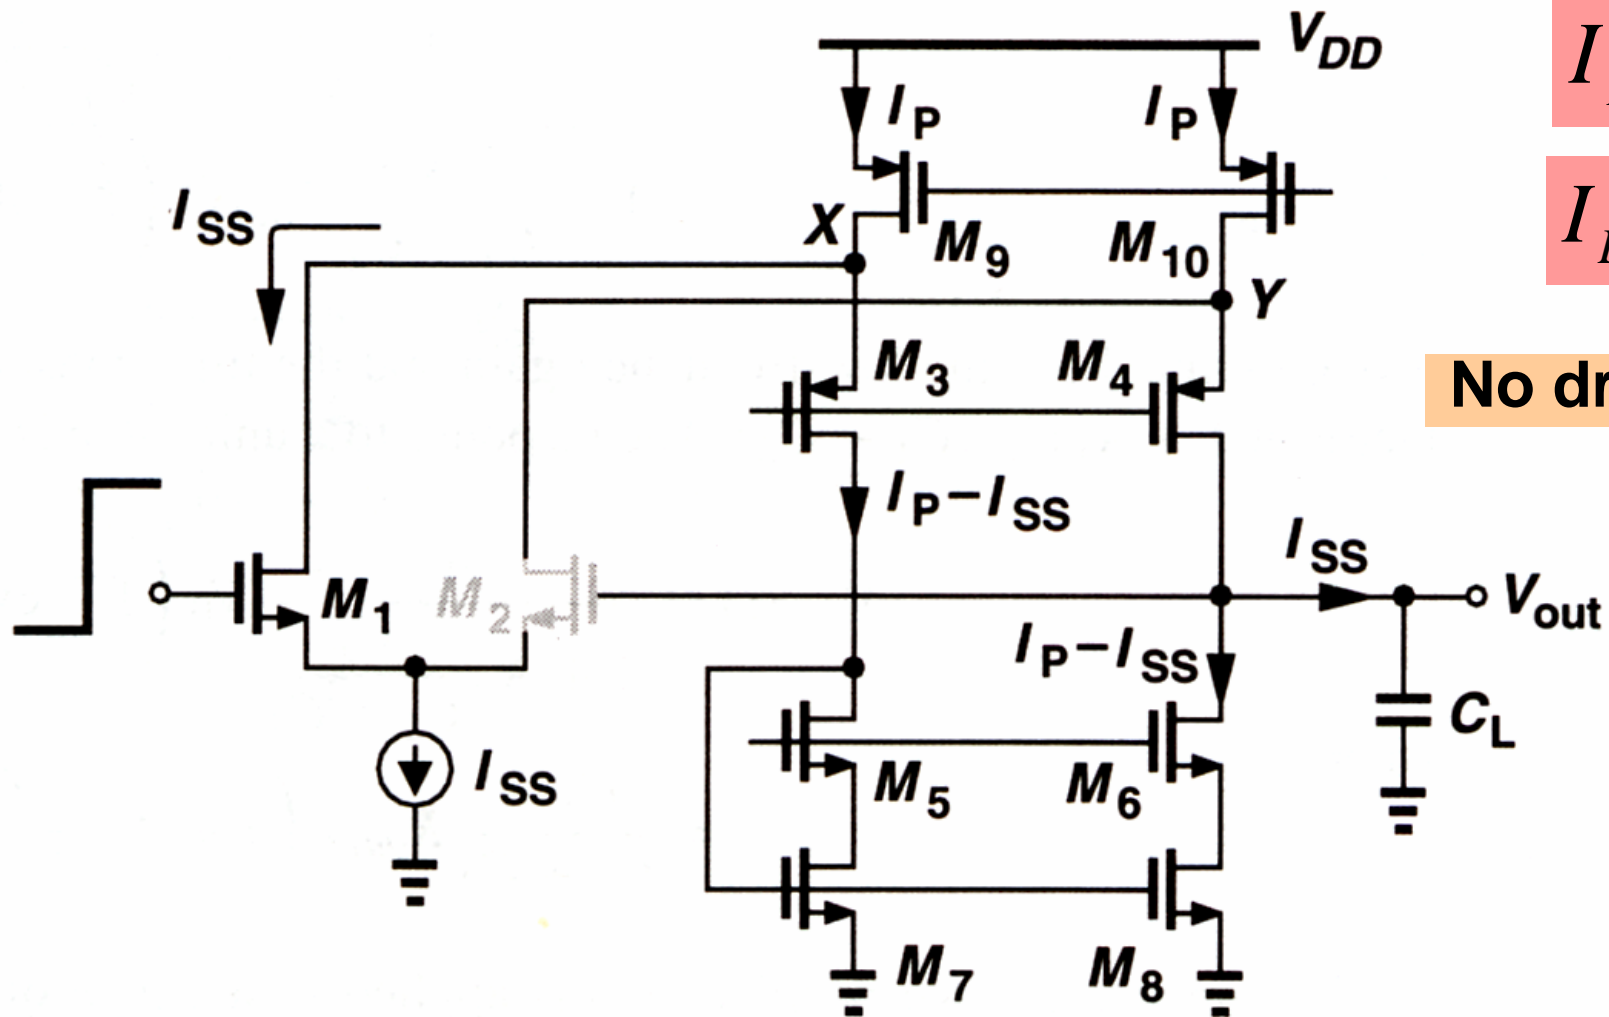 V_DD
I_P
I_P
I
I_SS
X
M_9
M_10
I
Y
M_3
M_4
No
I_P–I_SS
I_SS
M_1
M_2
V_out
I_P–I_SS
I_SS
C_L
M_5
M_6
M_7
M_8